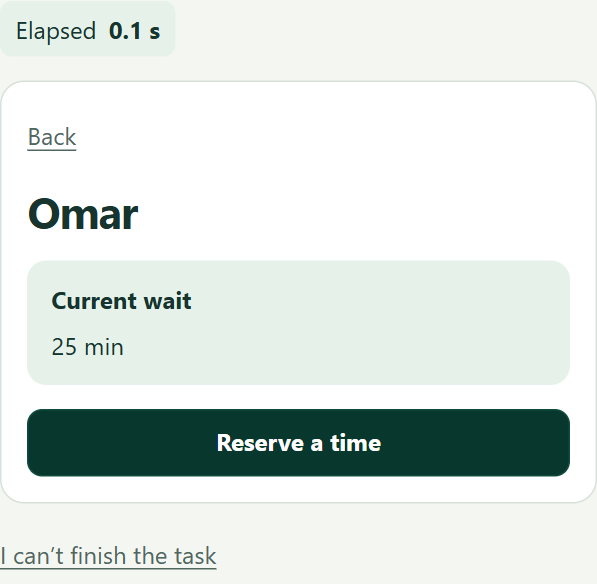 Elapsed 0.1 s
Back
Omar
Current wait
25 min
Reserve a time
I can’t finish the task